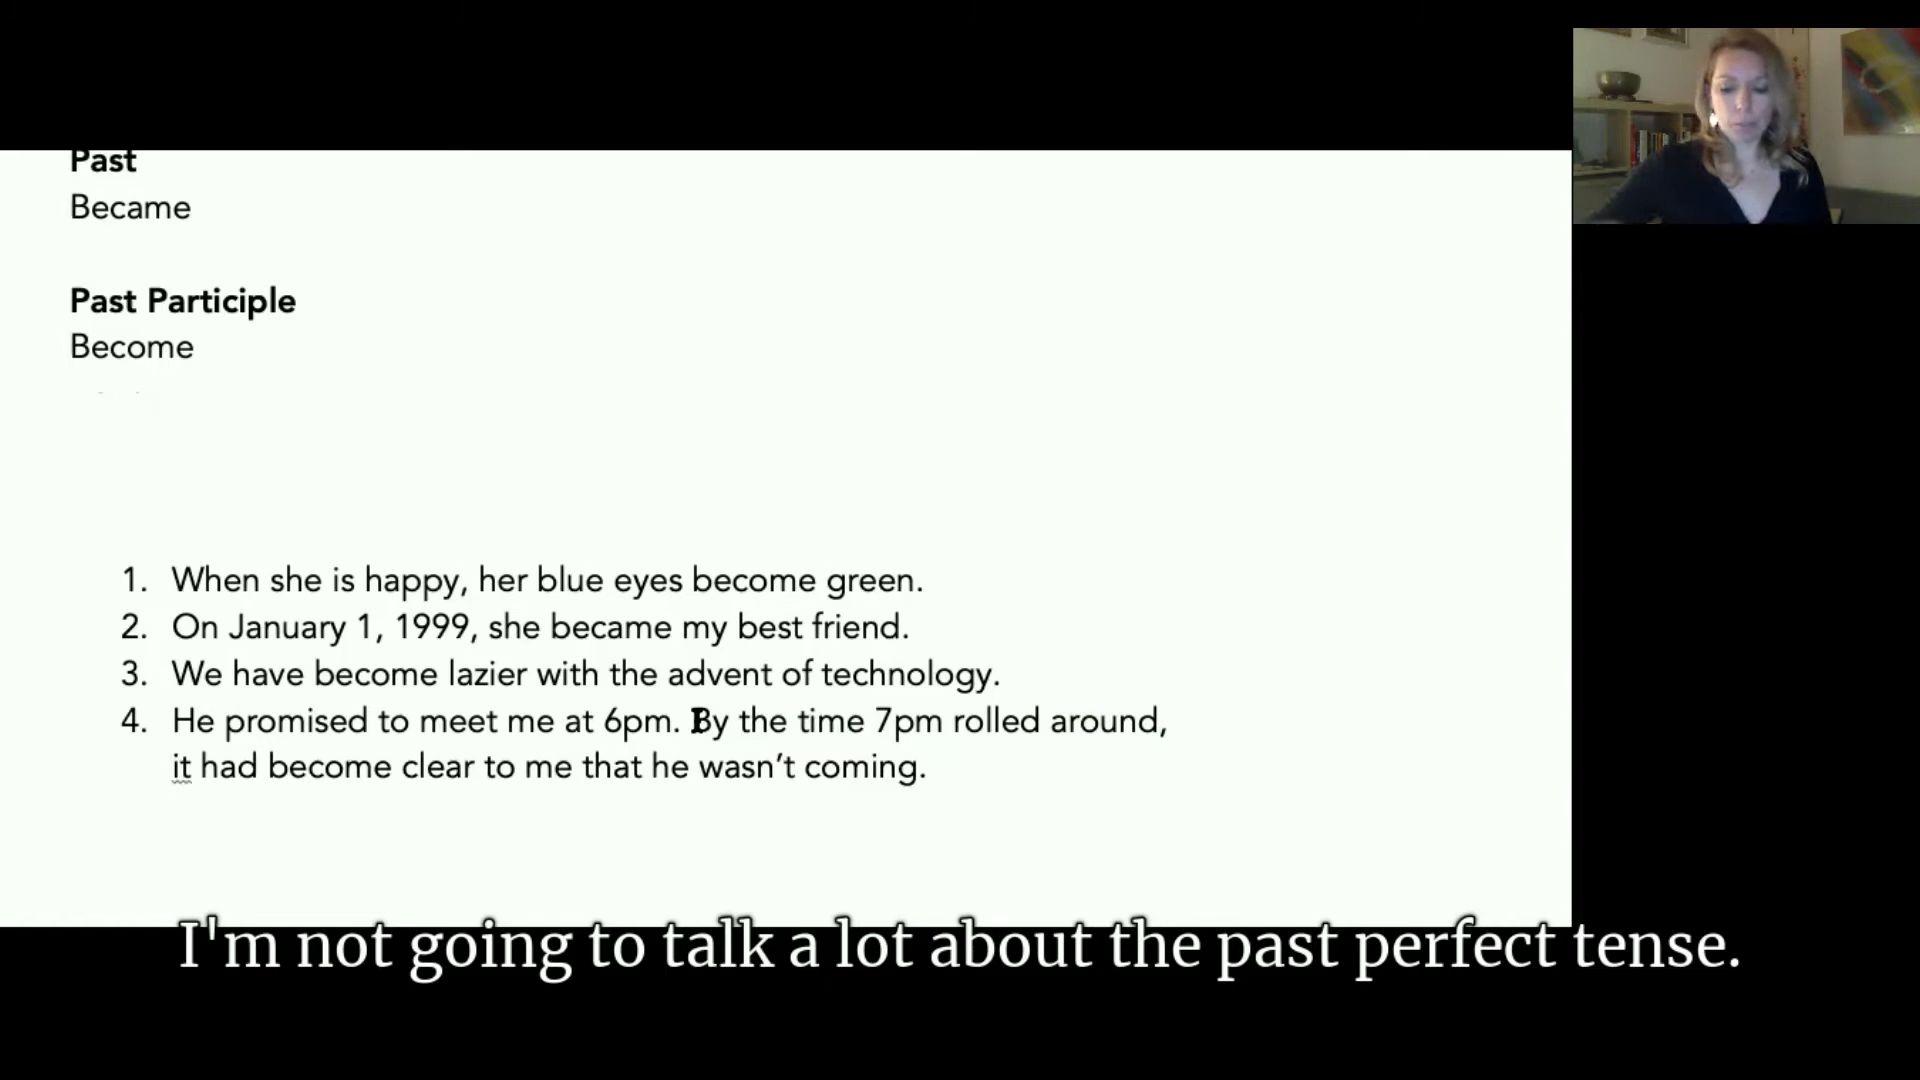 Past
Became
Past Participle
Become
1. When she is happy, her blue eyes become green.
2. On January 1, 1999, she became my best friend.
3. We have become lazier with the advent of technology.
4. He promised to meet me at 6pm. By the time 7pm rolled around,
it had become clear to me that he wasn’t coming.
I'm not going to talk a lot about the past perfect tense.